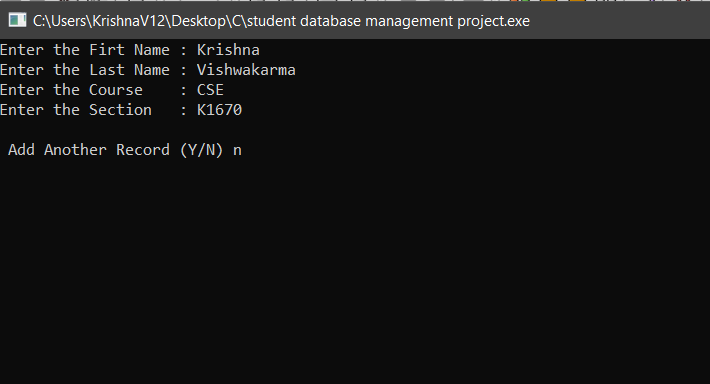 C:\Users\KrishnaV12\Desktop\C\student database management project.exe
Enter the Firt Name : Krishna
Enter the Last Name : Vishwakarma
Enter the Course    : CSE
Enter the Section   : K1670
Add Another Record (Y/N) n